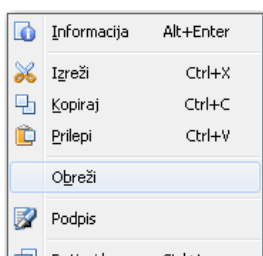 Informacija Alt+Enter
Izreži Ctrl+X
Kopiraj Ctrl+C
Prilepi Ctrl+V
Obreži
Podpis